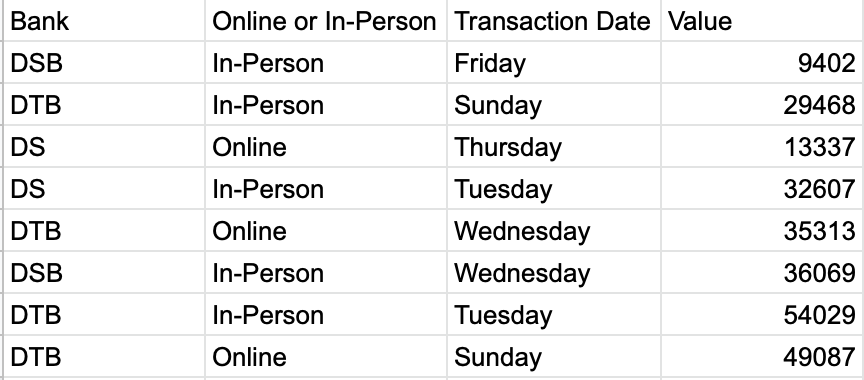 Bank Online or In-Person Transaction Date Value
DSB In-Person Friday 9402
DTB In-Person Sunday 29468
DS Online Thursday 13337
DS In-Person Tuesday 32607
DTB Online Wednesday 35313
DSB In-Person Wednesday 36069
DTB In-Person Tuesday 54029
DTB Online Sunday 49087